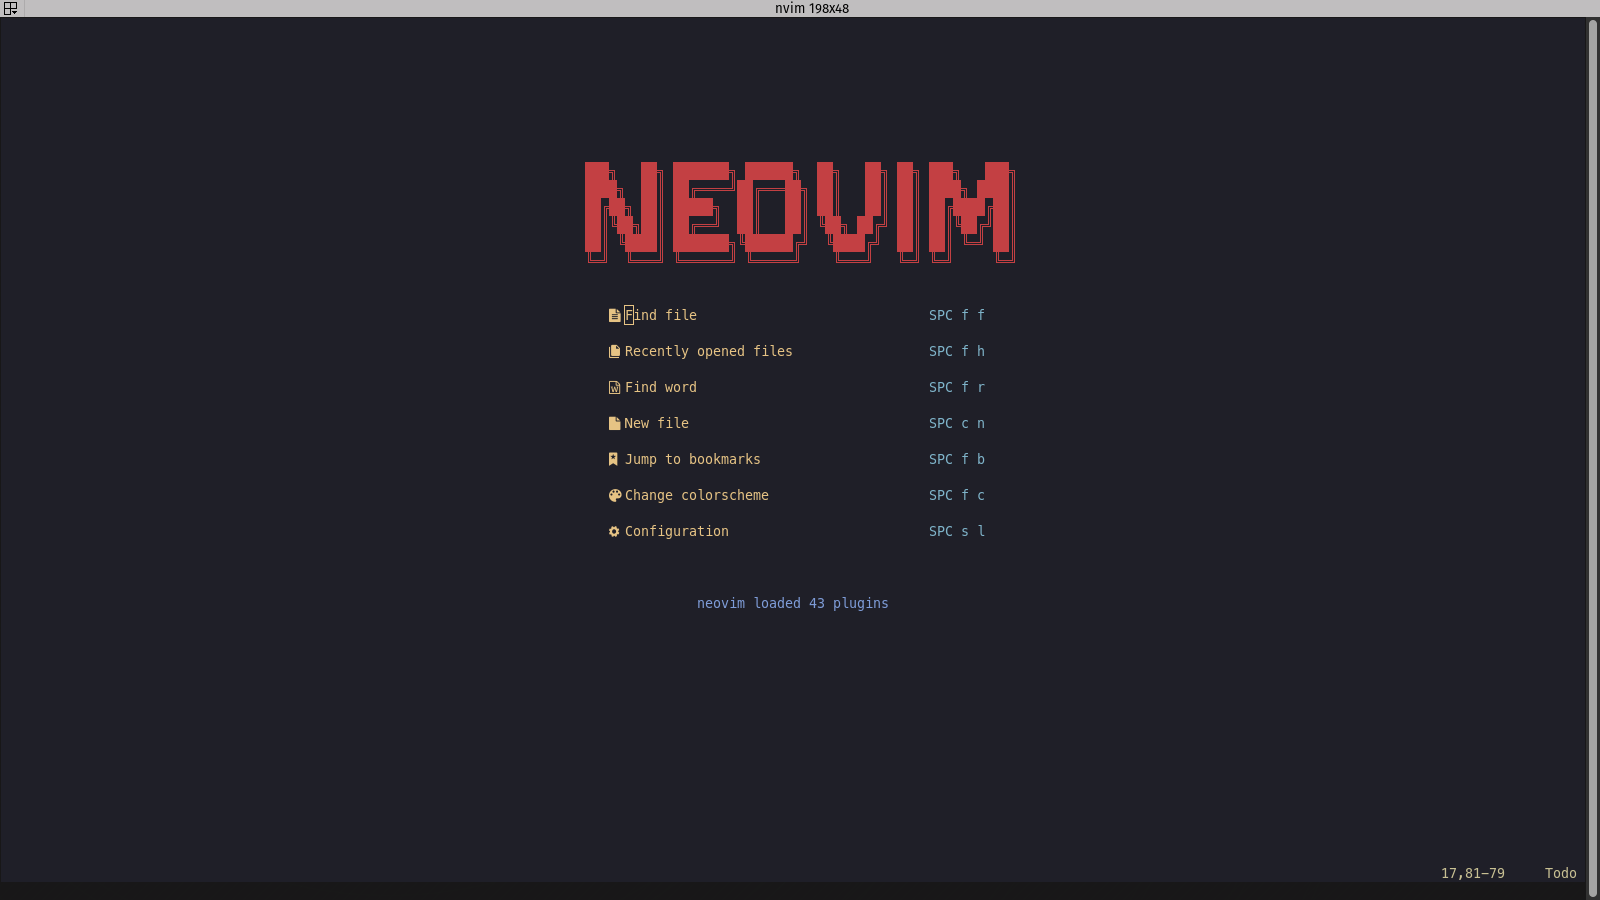 nvim 198x48
NEOVIM
Find file SPC f f
Recently opened files SPC f h
Find word SPC f r
New file SPC c n
Jump to bookmarks SPC f b
Change colorscheme SPC f c
Configuration SPC s l
neovim loaded 43 plugins
17,81-79 Todo